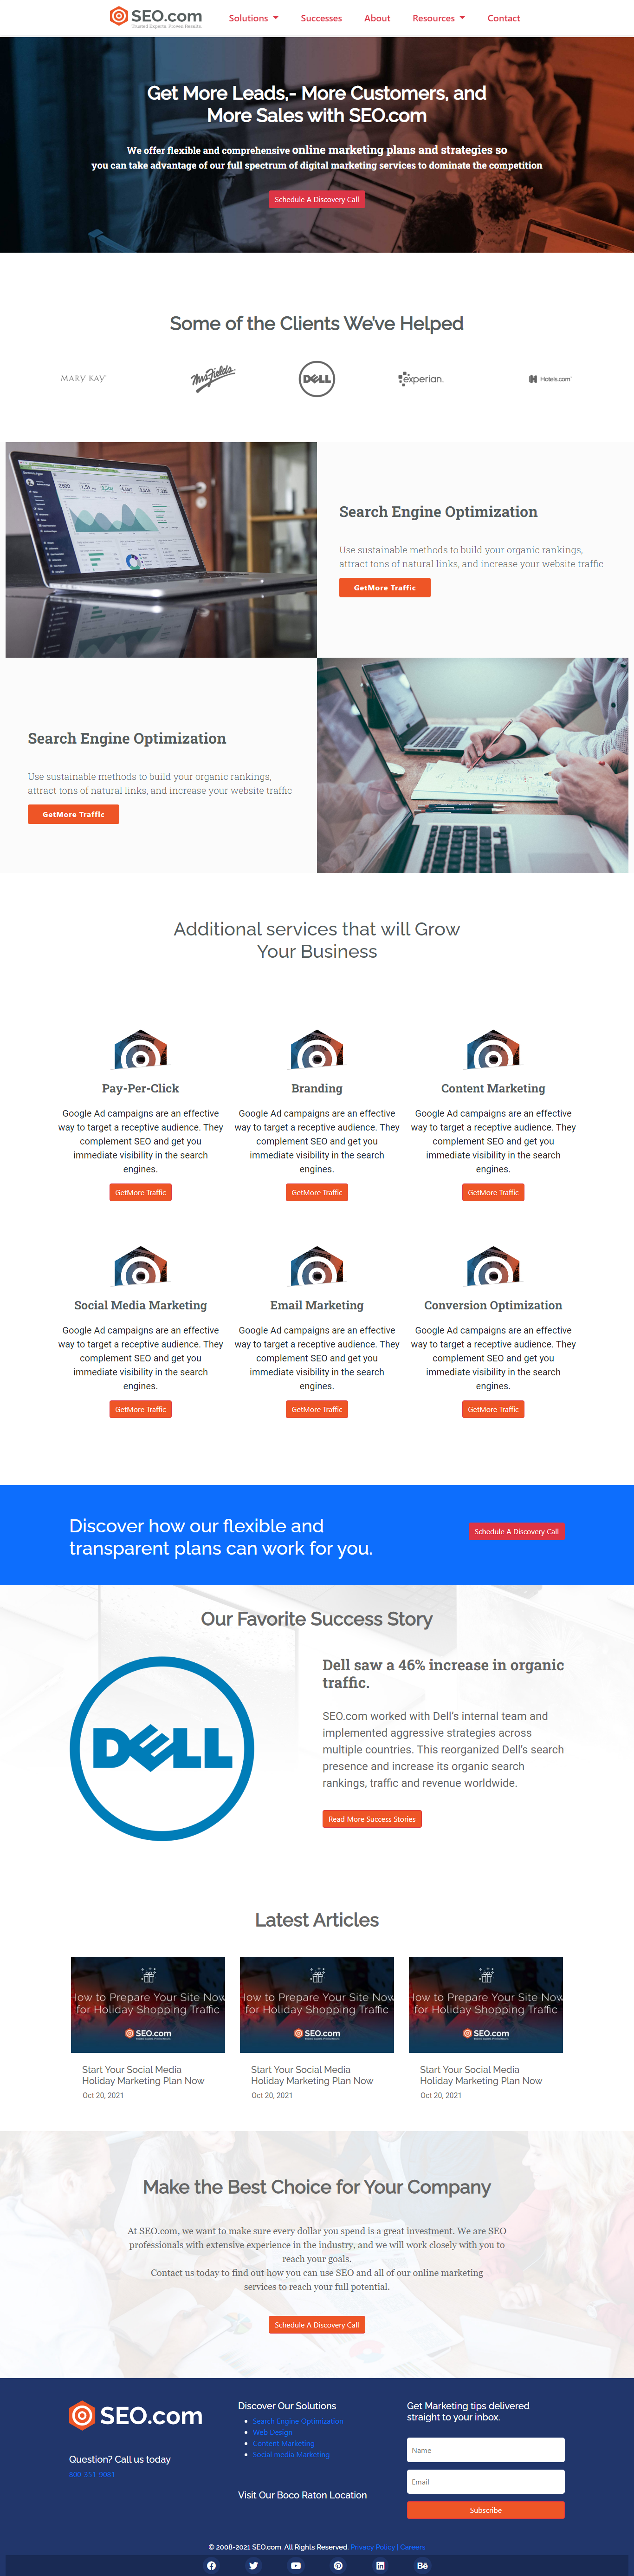 SEO.com
Trusted Experts. Proven Results.
Solutions
Successes
About
Resources
Contact
Get More Leads,- More Customers, and
More Sales with SEO.com
We offer flexible and comprehensive online marketing plans and strategies so
you can take advantage of our full spectrum of digital marketing services to dominate the competition
Schedule A Discovery Call
Some of the Clients We've Helped
MARY KAY
Mrs. Fields
DELL
experian.
Hotels.com
Search Engine Optimization
Use sustainable methods to build your organic rankings,
attract tons of natural links, and increase your website traffic
GetMore Traffic
Search Engine Optimization
Use sustainable methods to build your organic rankings,
attract tons of natural links, and increase your website traffic
GetMore Traffic
Additional services that will Grow
Your Business
Pay-Per-Click
Google Ad campaigns are an effective
way to target a receptive audience. They
complement SEO and get you
immediate visibility in the search
engines.
GetMore Traffic
Branding
Google Ad campaigns are an effective
way to target a receptive audience. They
complement SEO and get you
immediate visibility in the search
engines.
GetMore Traffic
Content Marketing
Google Ad campaigns are an effective
way to target a receptive audience. They
complement SEO and get you
immediate visibility in the search
engines.
GetMore Traffic
Social Media Marketing
Google Ad campaigns are an effective
way to target a receptive audience. They
complement SEO and get you
immediate visibility in the search
engines.
GetMore Traffic
Email Marketing
Google Ad campaigns are an effective
way to target a receptive audience. They
complement SEO and get you
immediate visibility in the search
engines.
GetMore Traffic
Conversion Optimization
Google Ad campaigns are an effective
way to target a receptive audience. They
complement SEO and get you
immediate visibility in the search
engines.
GetMore Traffic
Discover how our flexible and
transparent plans can work for you.
Schedule A Discovery Call
Our Favorite Success Story
DELL
Dell saw a 46% increase in organic
traffic.
SEO.com worked with Dell's internal team and
implemented aggressive strategies across
multiple countries. This reorganized Dell's search
presence and increase its organic search
rankings, traffic and revenue worldwide.
Read More Success Stories
Latest Articles
How to Prepare Your Site Now
for Holiday Shopping Traffic
SEO.com
Start Your Social Media
Holiday Marketing Plan Now
Oct 20, 2021
How to Prepare Your Site Now
for Holiday Shopping Traffic
SEO.com
Start Your Social Media
Holiday Marketing Plan Now
Oct 20, 2021
How to Prepare Your Site Now
for Holiday Shopping Traffic
SEO.com
Start Your Social Media
Holiday Marketing Plan Now
Oct 20, 2021
Make the Best Choice for Your Company
At SEO.com, we want to make sure every dollar you spend is a great investment. We are SEO
professionals with extensive experience in the industry, and we will work closely with you to
reach your goals.
Contact us today to find out how you can use SEO and all of our online marketing
services to reach your full potential.
Schedule A Discovery Call
SEO.com
Question? Call us today
800-351-9081
Discover Our Solutions
Search Engine Optimization
Web Design
Content Marketing
Social media Marketing
Visit Our Boco Raton Location
Get Marketing tips delivered
straight to your inbox.
Name
Email
Subscribe
© 2008-2021 SEO.com. All Rights Reserved. Privacy Policy | Careers
Bē